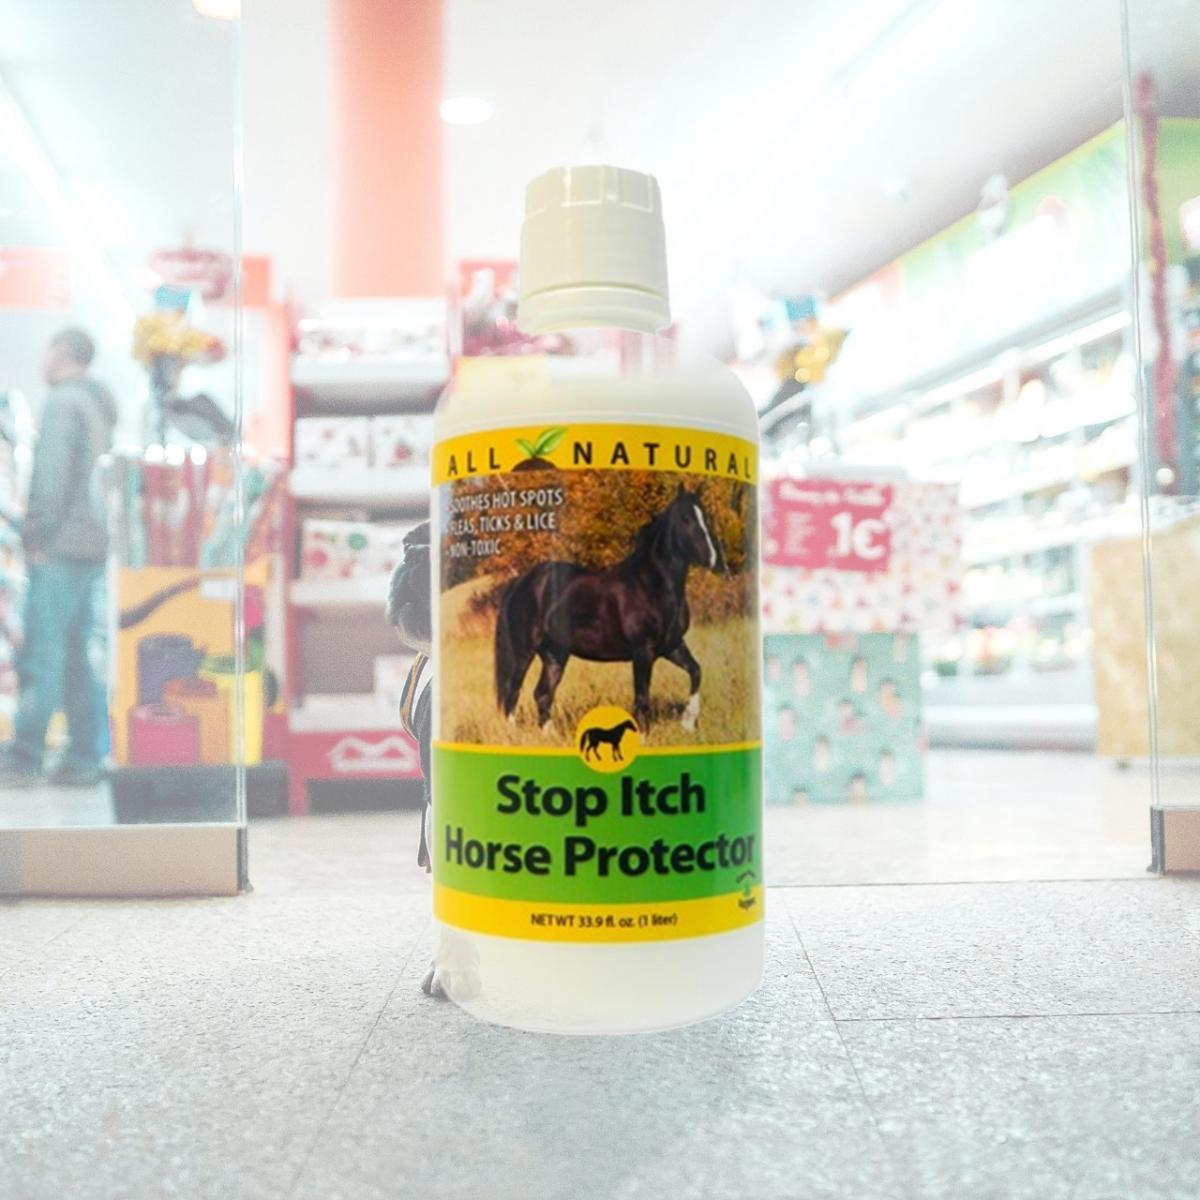 ALL NATURAL
SOOTHES HOT SPOTS
FLEAS, TICKS & LICE
NON-TOXIC
Stop Itch
Horse Protector
NET WT 33.9 fl. oz. (1 liter)
1€